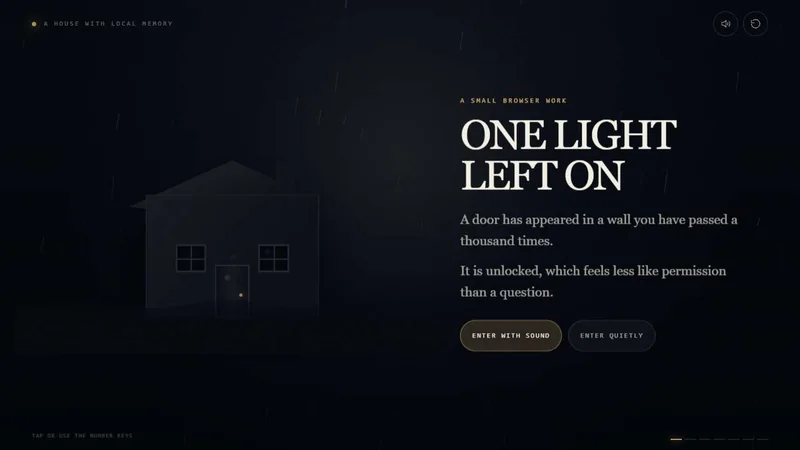 A HOUSE WITH LOCAL MEMORY
A SMALL BROWSER WORK
ONE LIGHT
LEFT ON
A door has appeared in a wall you have passed a
thousand times.
It is unlocked, which feels less like permission
than a question.
ENTER WITH SOUND
ENTER QUIETLY
TAP OR USE THE NUMBER KEYS